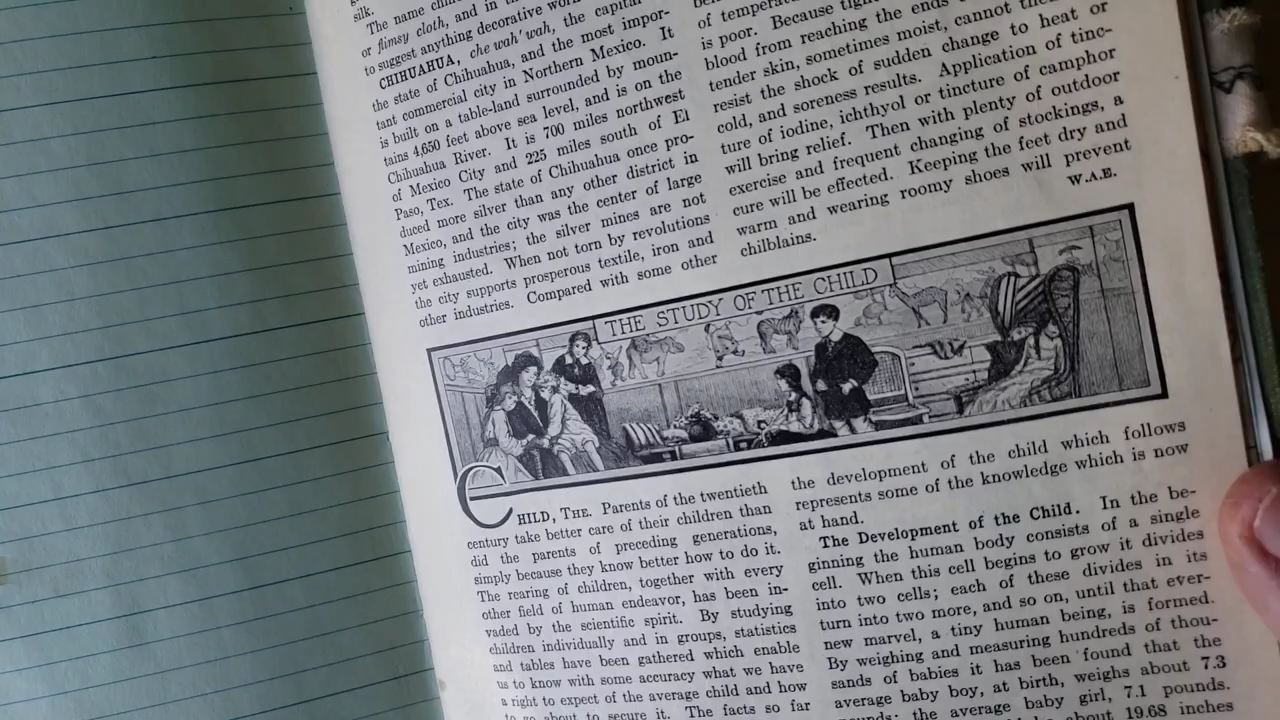 silk.
The name
or flimsy cloth, and in
to suggest anything decorative
CHIHUAHUA, che wah' wah, the capital
the state of Chihuahua, and the most impor-
tant commercial city in Northern Mexico. It
is built on a table-land surrounded by moun-
tains 4,650 feet above sea level, and is on the
Chihuahua River. It is 700 miles northwest
of Mexico City and 225 miles south of El
Paso, Tex. The state of Chihuahua once pro-
duced more silver than any other district in
Mexico, and the city was the center of large
mining industries; the silver mines are not
yet exhausted. When not torn by revolutions
the city supports prosperous textile, iron and
other industries. Compared with some other
of
is poor. Because
blood from reaching the ends
tender skin, sometimes moist, cannot
resist the shock of sudden change to heat or
cold, and soreness results. Application of tinc-
ture of iodine, ichthyol or tincture of camphor
will bring relief. Then with plenty of outdoor
exercise and frequent changing of stockings, a
cure will be effected. Keeping the feet dry and
warm and wearing roomy shoes will prevent
chilblains.
W.A.E.
THE STUDY OF THE CHILD
CHILD, THE. Parents of the twentieth
century take better care of their children than
did the parents of preceding generations,
simply because they know better how to do it.
The rearing of children, together with every
other field of human endeavor, has been in-
vaded by the scientific spirit. By studying
children individually and in groups, statistics
and tables have been gathered which enable
us to know with some accuracy what we have
a right to expect of the average child and how
to go about to secure it. The facts so far
the development of the child which follows
represents some of the knowledge which is now
at hand.
The Development of the Child. In the be-
ginning the human body consists of a single
cell. When this cell begins to grow it divides
into two cells; each of these divides in its
turn into two more, and so on, until that ever-
new marvel, a tiny human being, is formed.
By weighing and measuring hundreds of thou-
sands of babies it has been found that the
average baby boy, at birth, weighs about 7.3
pounds; the average baby girl, 7.1 pounds.
about 19.68 inches